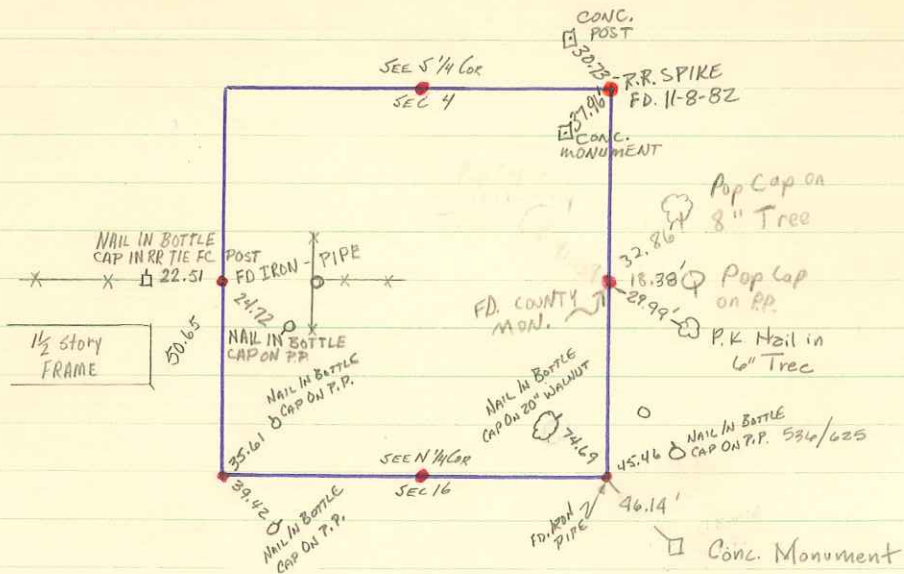 CONC.
POST
30.73
SEE S 1/4 COR
SEC 4
R.R. SPIKE
FD. 11-8-82
37.96'
CONC.
MONUMENT
Pop Cap on
8" Tree
32.86
NAIL IN BOTTLE
CAP IN RR TIE FC. POST
22.51
FD IRON - PIPE
18.38'
Pop Cap
on P.P.
FD. COUNTY
MON.
29.99'
P.K. Nail in
6" Tree
24.72
NAIL IN BOTTLE
CAP ON P.P.
1 1/2 Story
FRAME
50.65
NAIL IN BOTTLE
CAP ON P.P.
35.61
NAIL IN BOTTLE
CAP ON 20" WALNUT
74.69
45.46
NAIL IN BOTTLE
CAP ON P.P. 536/625
SEE N 1/4 COR
SEC 16
39.42
NAIL IN BOTTLE
CAP ON P.P.
FD. IRON
PIPE
46.14'
Conc. Monument